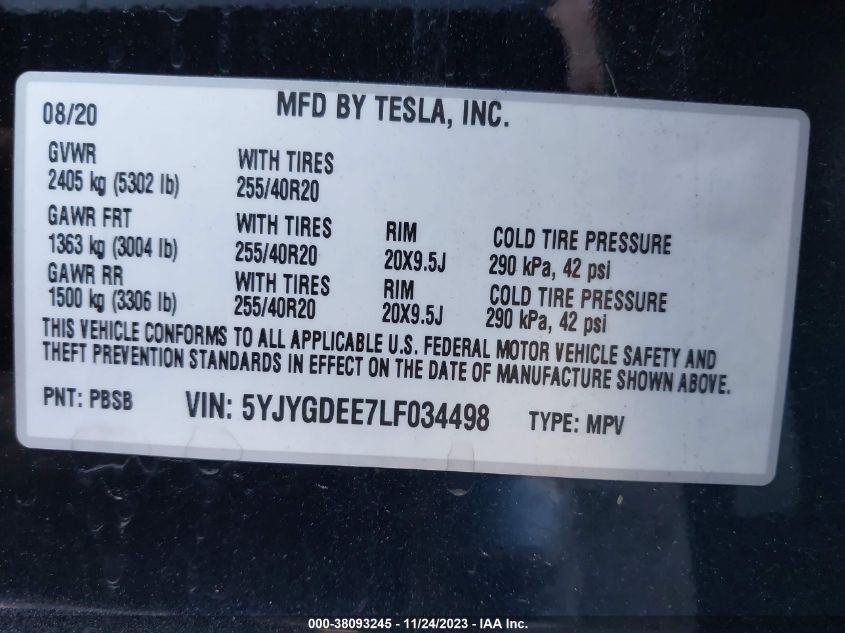 08/20 MFD BY TESLA, INC.
GVWR WITH TIRES
2405 kg (5302 lb) 255/40R20
GAWR FRT WITH TIRES RIM COLD TIRE PRESSURE
1363 kg (3004 lb) 255/40R20 20X9.5J 290 kPa, 42 psi
GAWR RR WITH TIRES RIM COLD TIRE PRESSURE
1500 kg (3306 lb) 255/40R20 20X9.5J 290 kPa, 42 psi
THIS VEHICLE CONFORMS TO ALL APPLICABLE U.S. FEDERAL MOTOR VEHICLE SAFETY AND
THEFT PREVENTION STANDARDS IN EFFECT ON THE DATE OF MANUFACTURE SHOWN ABOVE.
PNT: PBSB VIN: 5YJYGDEE7LF034498 TYPE: MPV
000-38093245 - 11/24/2023 - IAA Inc.